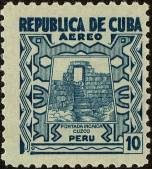 REPUBLICA DE CUBA
AEREO
PORTADA INCAICA
CUZCO
PERU
10